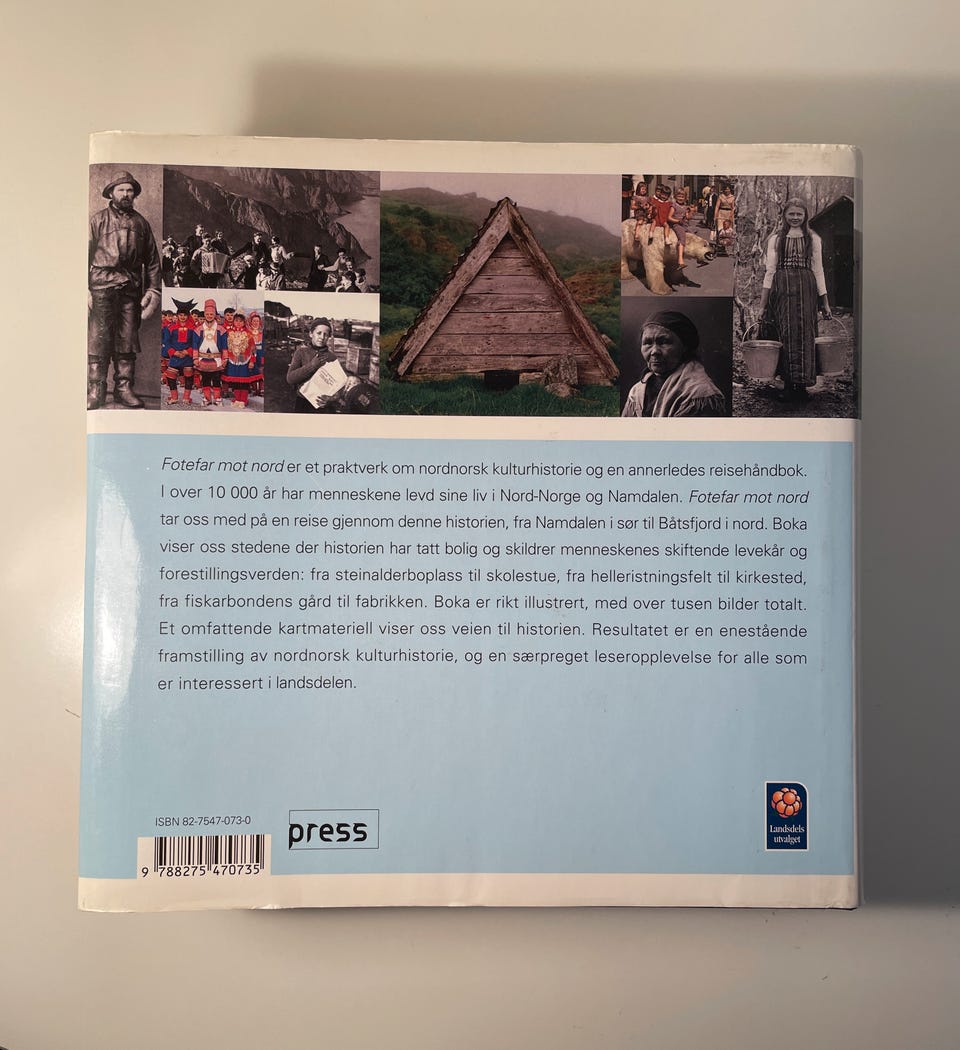 Fotefar mot nord er et praktverk om nordnorsk kulturhistorie og en annerledes reisehåndbok.
I over 10 000 år har menneskene levd sine liv i Nord-Norge og Namdalen. Fotefar mot nord
tar oss med på en reise gjennom denne historien, fra Namdalen i sør til Båtsfjord i nord. Boka
viser oss stedene der historien har tatt bolig og skildrer menneskenes skiftende levekår og
forestillingsverden: fra steinalderboplass til skolestue, fra helleristningsfelt til kirkested,
fra fiskarbondens gård til fabrikken. Boka er rikt illustrert, med over tusen bilder totalt.
Et omfattende kartmateriell viser oss veien til historien. Resultatet er en enestående
framstilling av nordnorsk kulturhistorie, og en særpreget leseropplevelse for alle som
er interessert i landsdelen.
ISBN 82-7547-073-0
9 788275 470735
press
Landsdels
utvalget